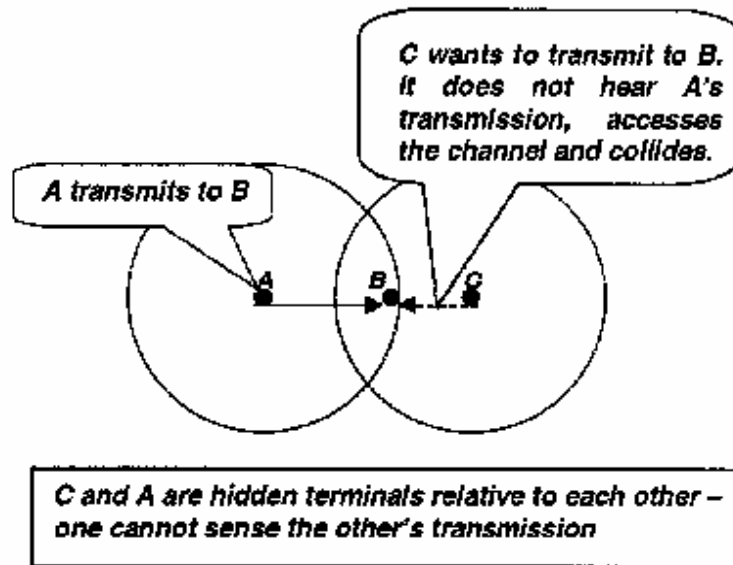 C wants to transmit to B.
It does not hear A's
transmission, accesses
the channel and collides.
A transmits to B
A
B
C
C and A are hidden terminals relative to each other –
one cannot sense the other's transmission